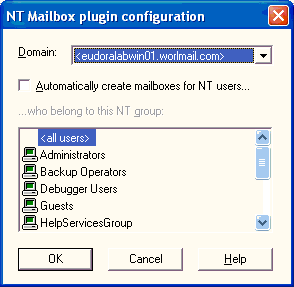 NT Mailbox plugin configuration
Domain: <eudoralabwin01.worlmail.com>
Automatically create mailboxes for NT users...
...who belong to this NT group:
<all users>
Administrators
Backup Operators
Debugger Users
Guests
HelpServicesGroup
OK Cancel Help